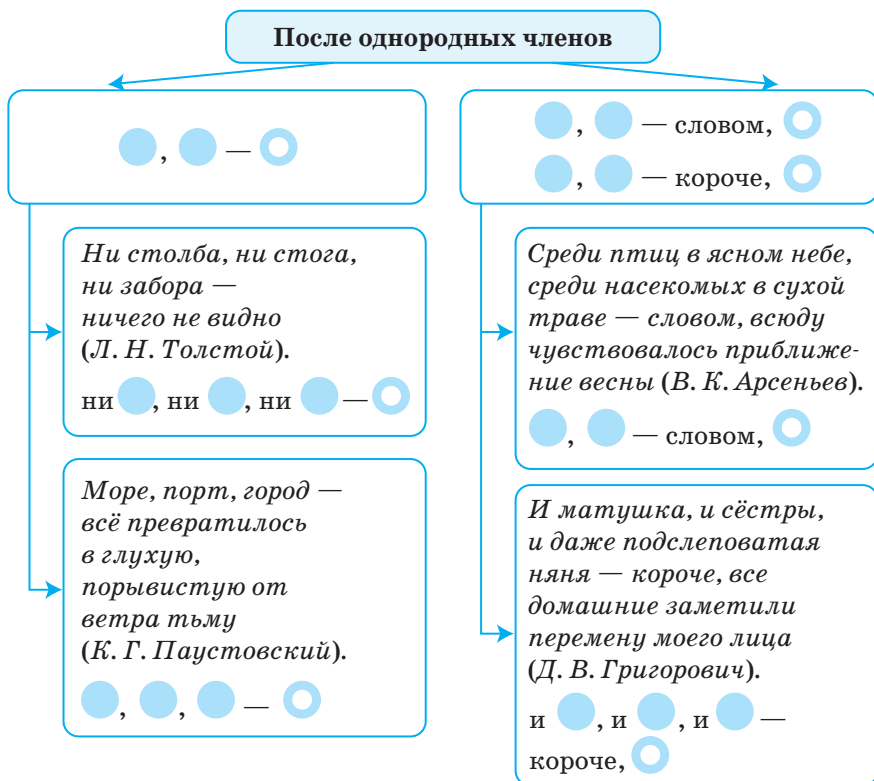 После однородных членов
, —
, — словом,
, — короче,
Ни столба, ни стога,
ни забора —
ничего не видно
(Л. Н. Толстой).
ни , ни , ни —
Море, порт, город —
всё превратилось
в глухую,
порывистую от
ветра тьму
(К. Г. Паустовский).
, , —
Среди птиц в ясном небе,
среди насекомых в сухой
траве — словом, всюду
чувствовалось приближе-
ние весны (В. К. Арсеньев).
, — словом,
И матушка, и сёстры,
и даже подслеповатая
няня — короче, все
домашние заметили
перемену моего лица
(Д. В. Григорович).
и , и , и —
короче,